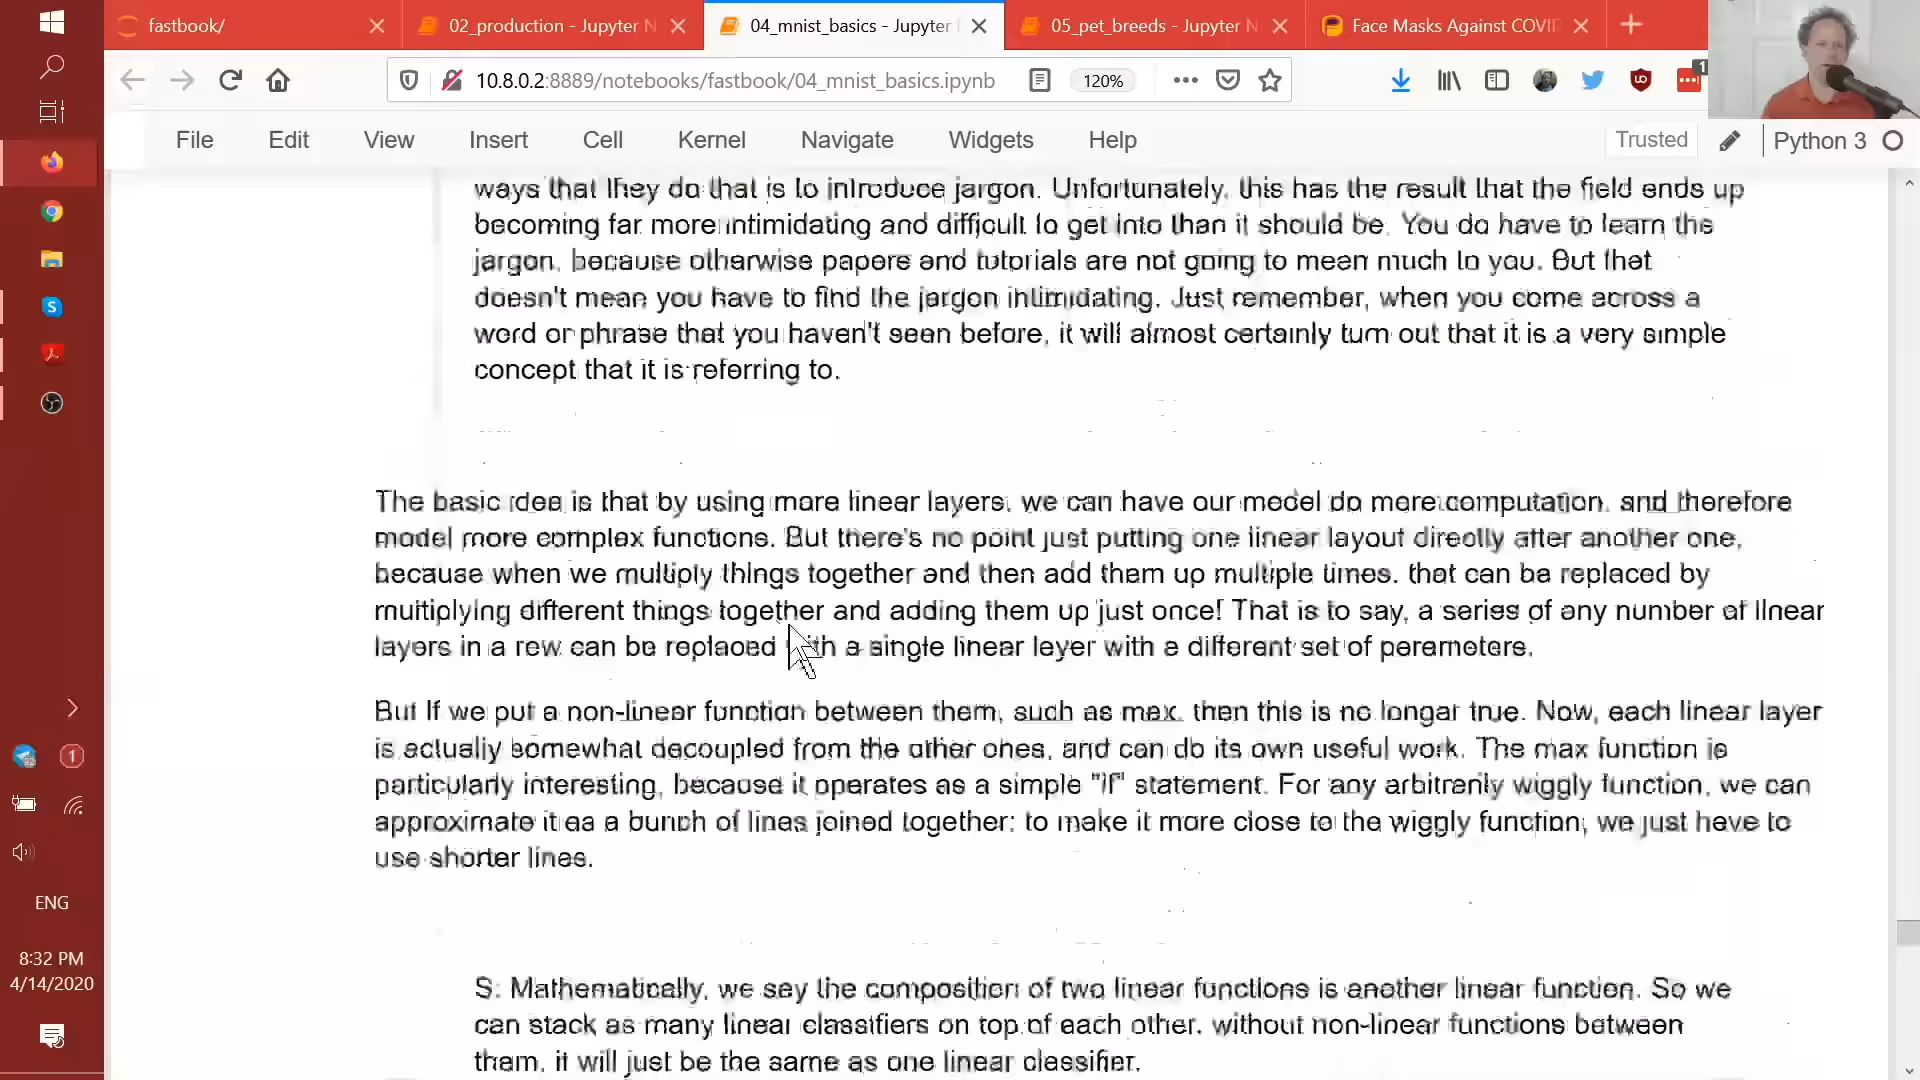 fastbook/
02_production - Jupyter N
04_mnist_basics - Jupyter
05_pet_breeds - Jupyter N
Face Masks Against COVID
10.8.0.2:8889/notebooks/fastbook/04_mnist_basics.ipynb
120%
1
File Edit View Insert Cell Kernel Navigate Widgets Help
Trusted
Python 3
ways that they do that is to introduce jargon. Unfortunately, this has the result that the field ends up
becoming far more intimidating and difficult to get into than it should be. You do have to learn the
jargon, because otherwise papers and tutorials are not going to mean much to you. But that
doesn't mean you have to find the jargon intimidating. Just remember, when you come across a
word or phrase that you haven't seen before, it will almost certainly turn out that it is a very simple
concept that it is referring to.
The basic idea is that by using more linear layers, we can have our model do more computation, and therefore
model more complex functions. But there's no point just putting one linear layout directly after another one,
because when we multiply things together and then add them up multiple times, that can be replaced by
multiplying different things together and adding them up just once! That is to say, a series of any number of linear
layers in a row can be replaced with a single linear layer with a different set of parameters.
But if we put a non-linear function between them, such as max, then this is no longer true. Now, each linear layer
is actually somewhat decoupled from the other ones, and can do its own useful work. The max function is
particularly interesting, because it operates as a simple "if" statement. For any arbitrarily wiggly function, we can
approximate it as a bunch of lines joined together; to make it more close to the wiggly function, we just have to
use shorter lines.
S: Mathematically, we say the composition of two linear functions is another linear function. So we
can stack as many linear classifiers on top of each other, without non-linear functions between
them, it will just be the same as one linear classifier.
1
ENG
8:32 PM
4/14/2020